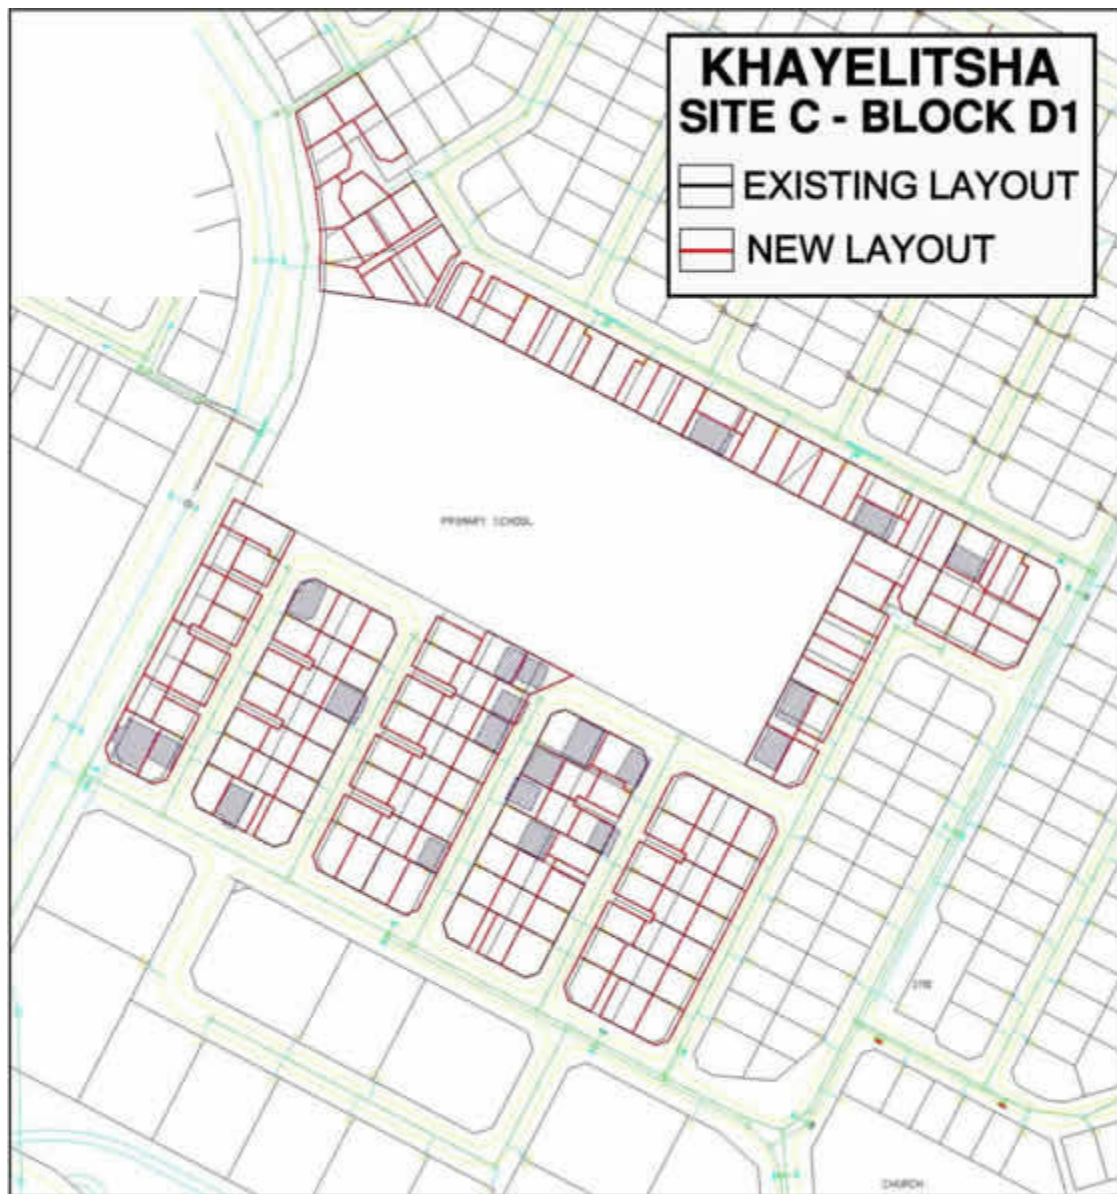 KHAYELITSHA
SITE C - BLOCK D1
EXISTING LAYOUT
NEW LAYOUT
PRIMARY SCHOOL
CHURCH